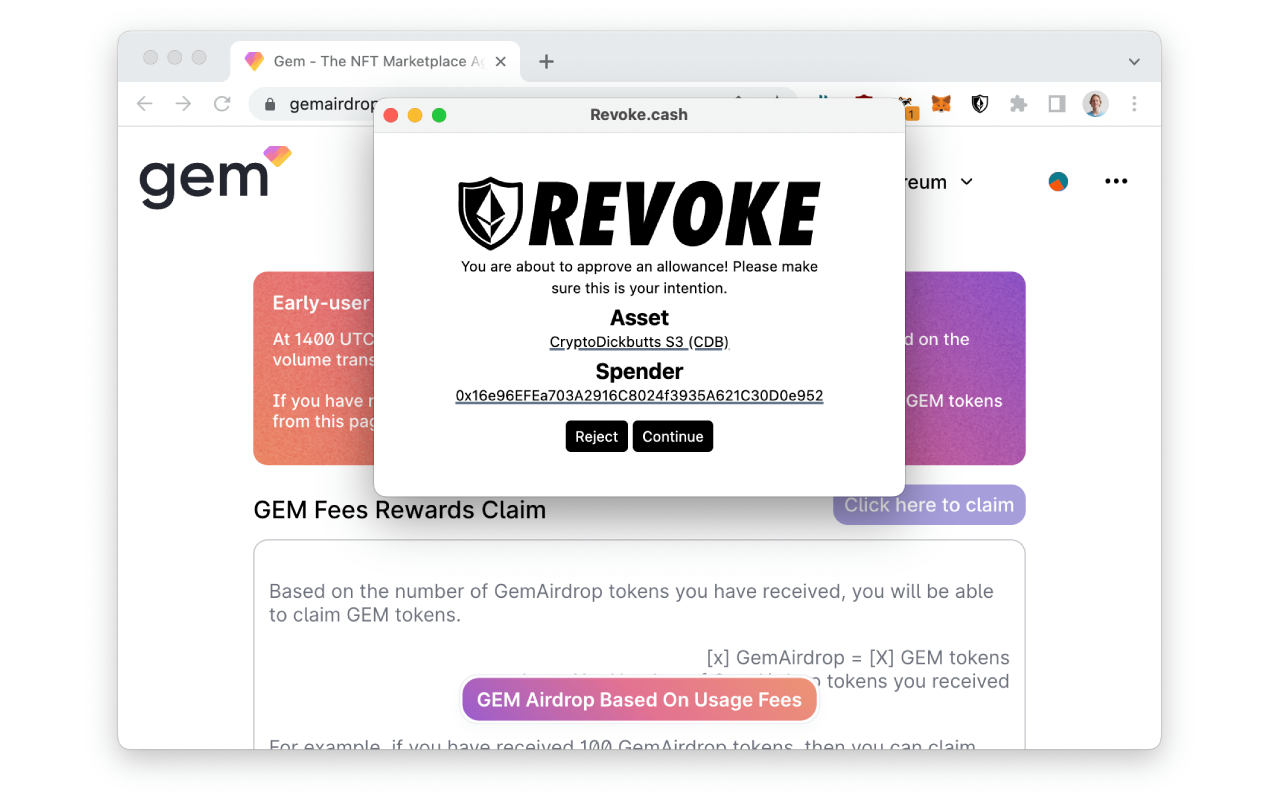 Gem - The NFT Marketplace Ag
gemairdrop
1
Revoke.cash
gem
reum
REVOKE
You are about to approve an allowance! Please make
sure this is your intention.
Asset
CryptoDickbutts S3 (CDB)
Spender
0x16e96EFEa703A2916C8024f3935A621C30D0e952
Reject Continue
Early-user
At 1400 UTC
d on the
volume trans
If you have r
GEM tokens
from this pag
GEM Fees Rewards Claim
Click here to claim
Based on the number of GemAirdrop tokens you have received, you will be able
to claim GEM tokens.
[x] GemAirdrop = [X] GEM tokens
tokens you received
GEM Airdrop Based On Usage Fees
For example, if you have received 100 GemAirdrop tokens, then you can claim